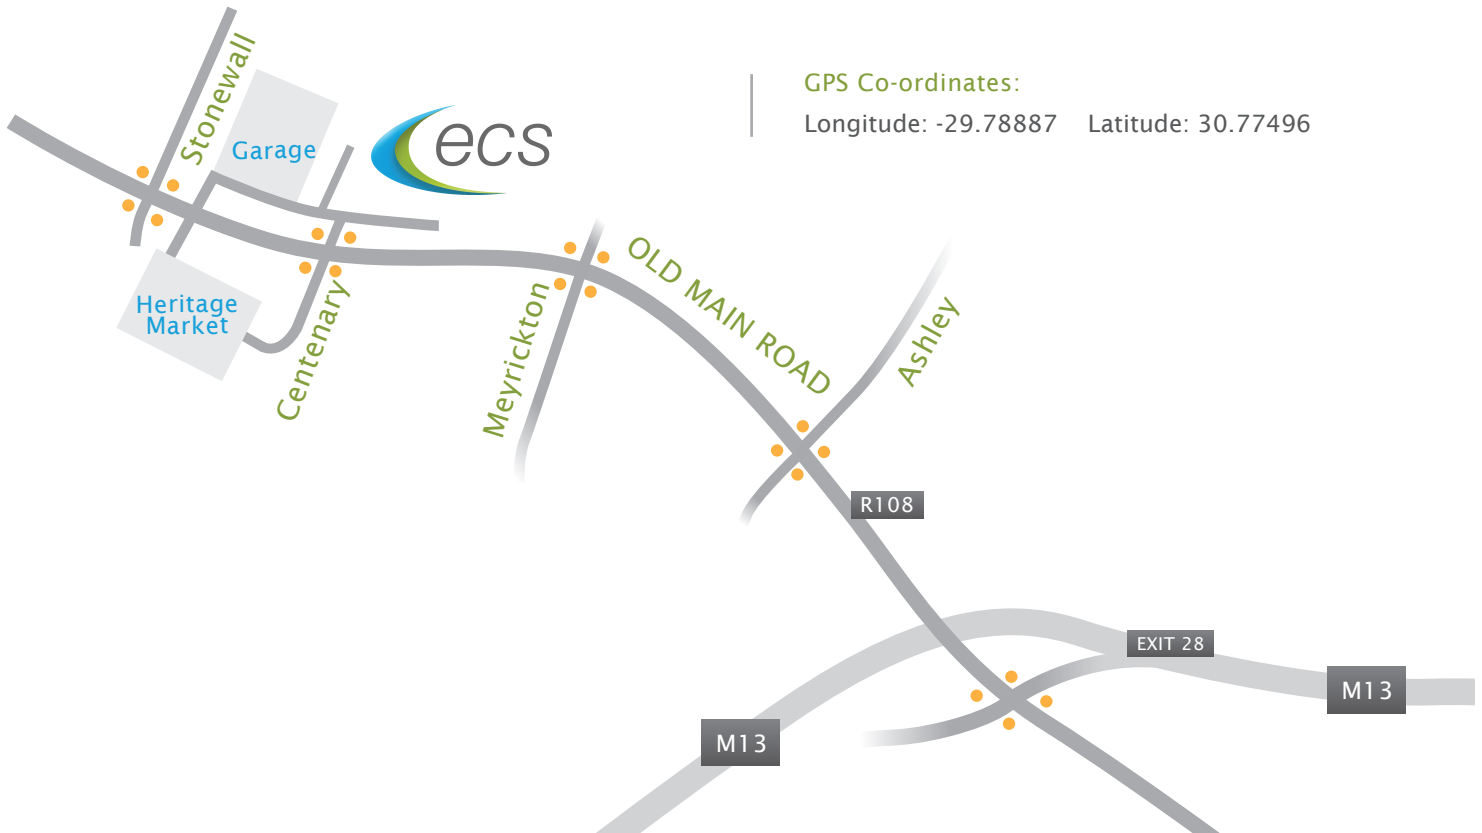 GPS Co-ordinates:
Longitude: -29.78887 Latitude: 30.77496
Stonewall
Garage
ecs
Heritage
Market
Centenary
Meyrickton
OLD MAIN ROAD
Ashley
R108
EXIT 28
M13
M13